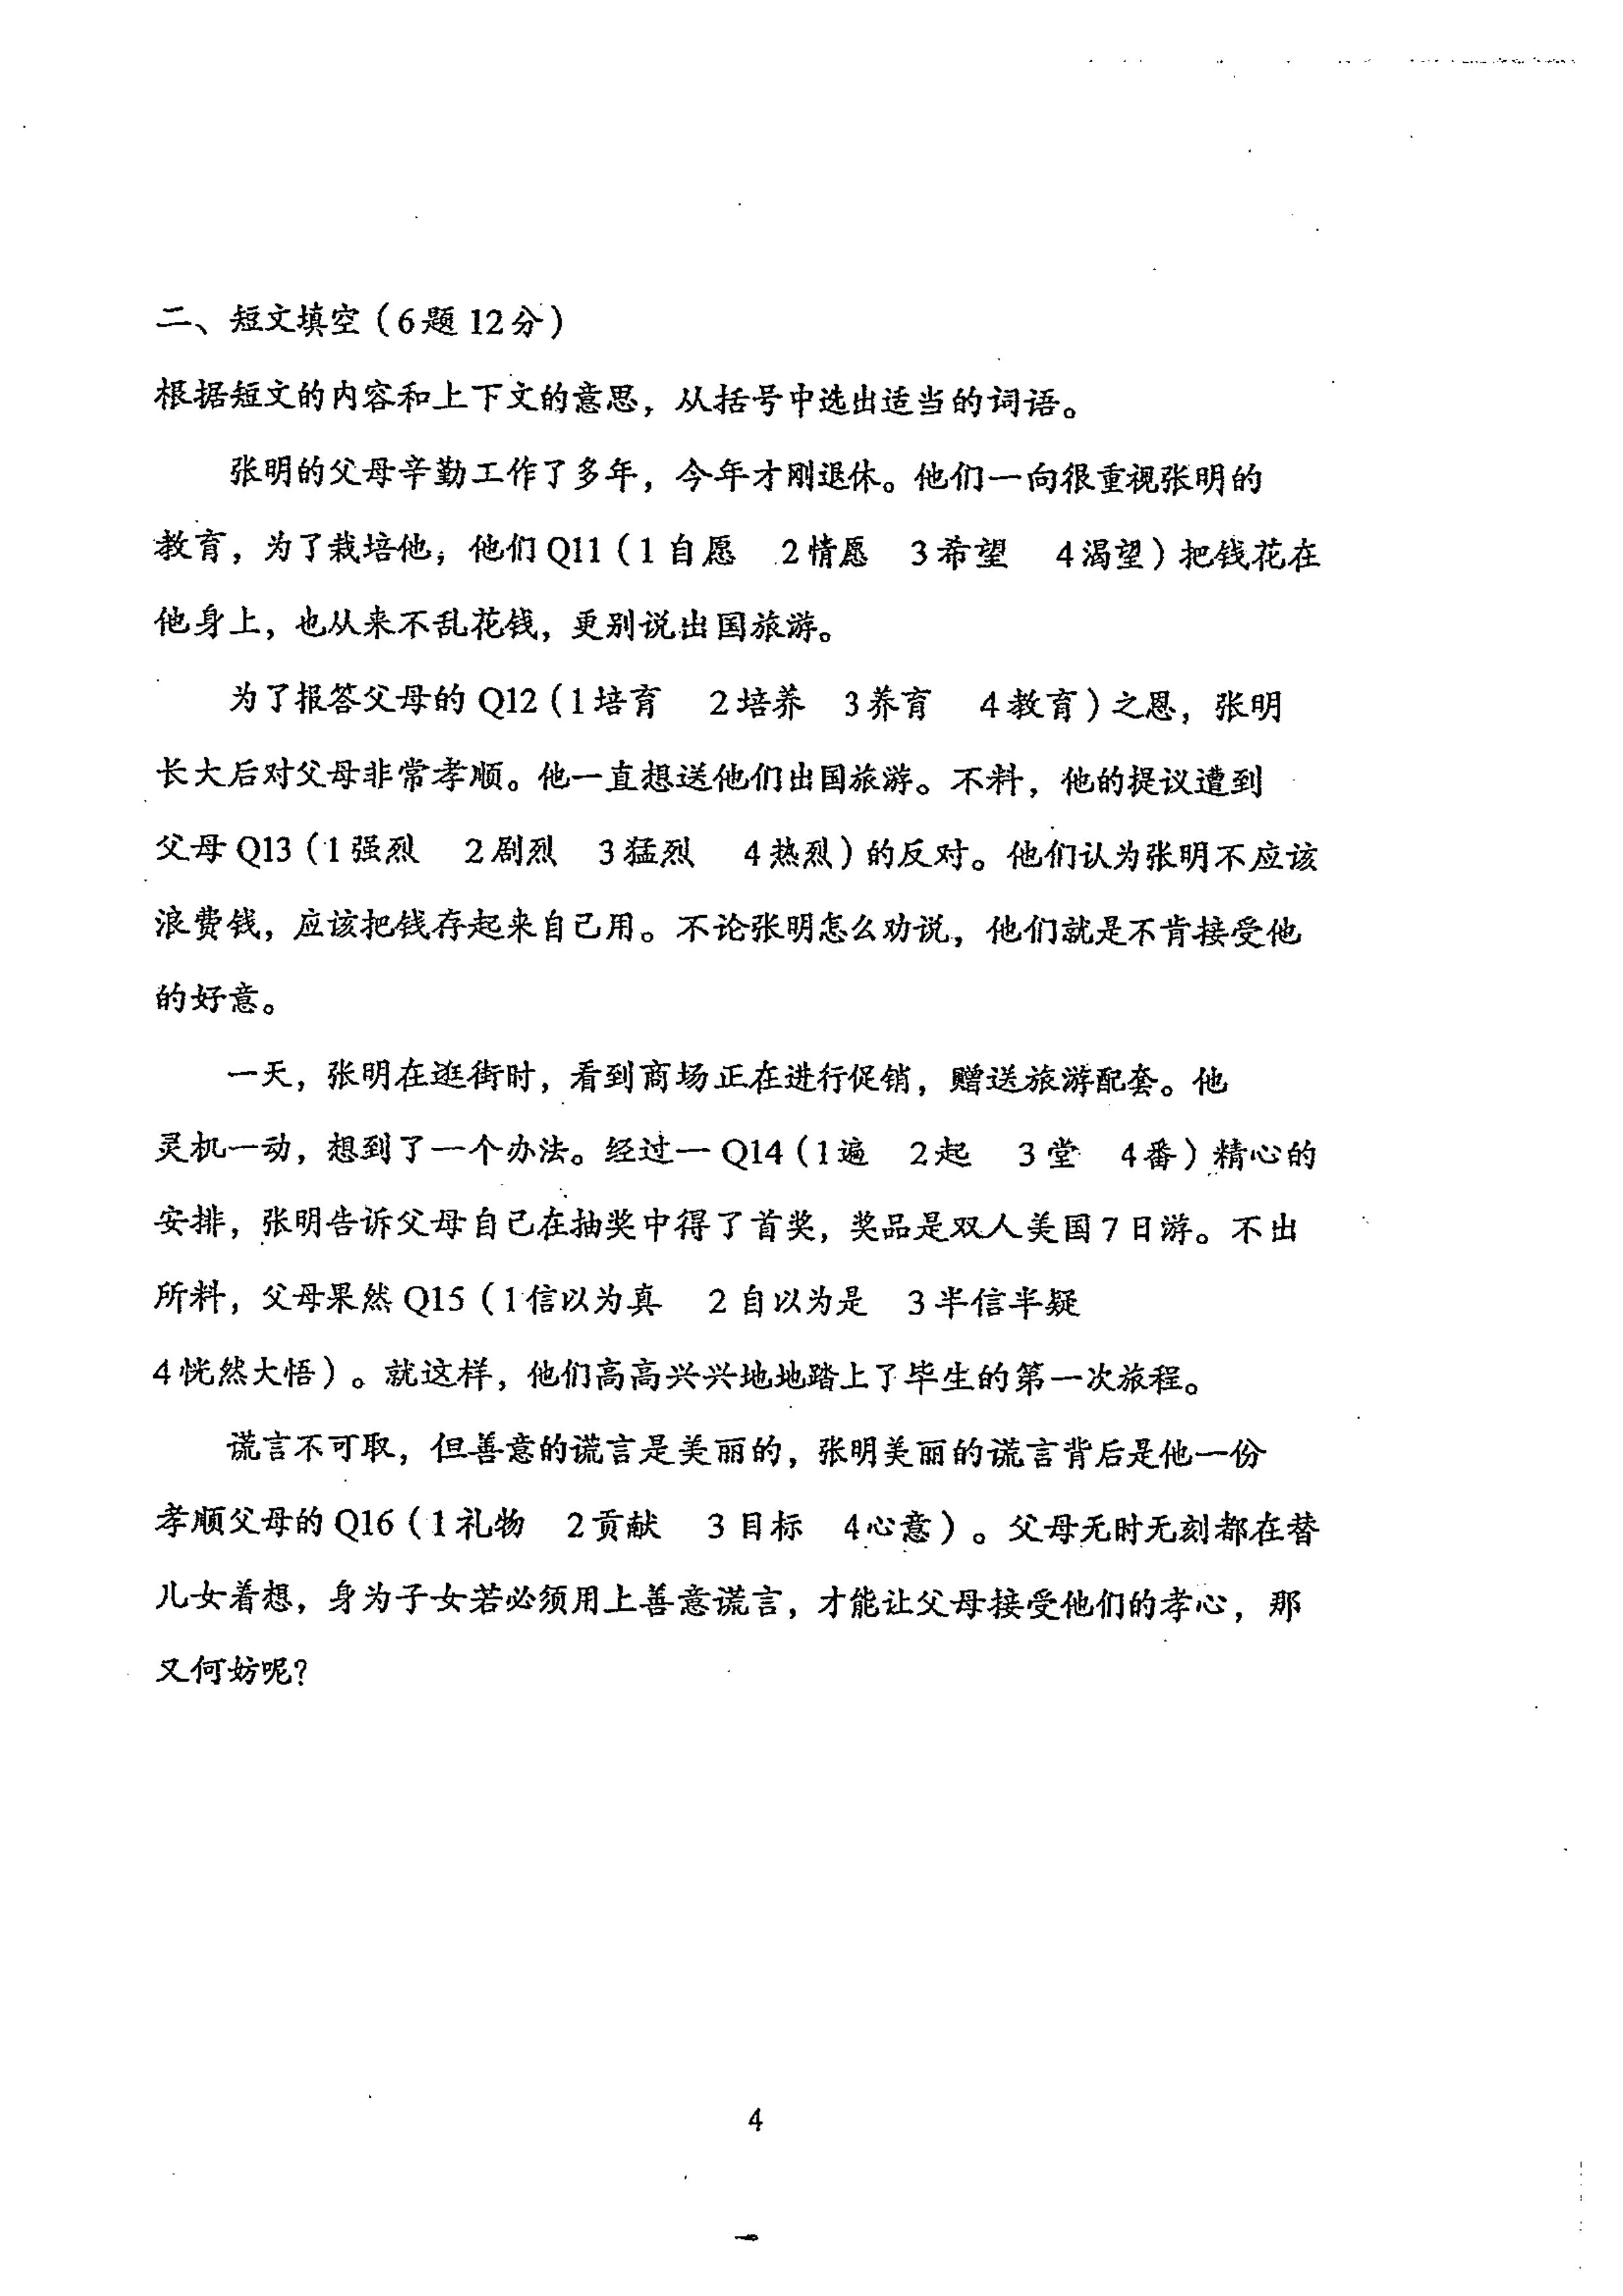 二、短文填空（6题12分）
根据短文的内容和上下文的意思，从括号中选出适当的词语。
张明的父母辛勤工作了多年，今年才刚退休。他们一向很重视张明的
教育，为了栽培他，他们Q11（1自愿 2情愿 3希望 4渴望）把钱花在
他身上，也从来不乱花钱，更别说出国旅游。
为了报答父母的Q12（1培育 2培养 3养育 4教育）之恩，张明
长大后对父母非常孝顺。他一直想送他们出国旅游。不料，他的提议遭到
父母Q13（1强烈 2剧烈 3猛烈 4热烈）的反对。他们认为张明不应该
浪费钱，应该把钱存起来自己用。不论张明怎么劝说，他们就是不肯接受他
的好意。
一天，张明在逛街时，看到商场正在进行促销，赠送旅游配套。他
灵机一动，想到了一个办法。经过一Q14（1遍 2起 3堂 4番）精心的
安排，张明告诉父母自己在抽奖中得了首奖，奖品是双人美国7日游。不出
所料，父母果然Q15（1信以为真 2自以为是 3半信半疑
4恍然大悟）。就这样，他们高高兴兴地地踏上了毕生的第一次旅程。
谎言不可取，但善意的谎言是美丽的，张明美丽的谎言背后是他一份
孝顺父母的Q16（1礼物 2贡献 3目标 4心意）。父母无时无刻都在替
儿女着想，身为子女若必须用上善意谎言，才能让父母接受他们的孝心，那
又何妨呢？
4